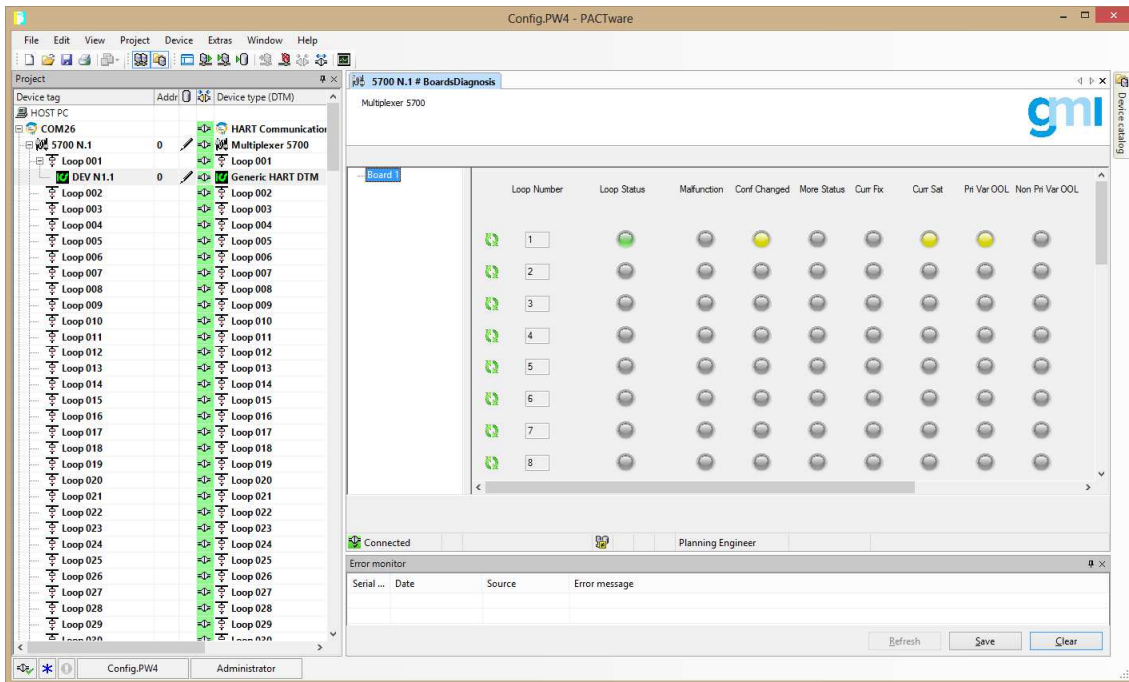 Config.PW4 - PACTware
File Edit View Project Device Extras Window Help
Project
Device tag Addr Device type (DTM)
HOST PC
COM26 HART Communication
5700 N.1 0 Multiplexer 5700
Loop 001 Loop 001
DEV N1.1 0 Generic HART DTM
Loop 002 Loop 002
Loop 003 Loop 003
Loop 004 Loop 004
Loop 005 Loop 005
Loop 006 Loop 006
Loop 007 Loop 007
Loop 008 Loop 008
Loop 009 Loop 009
Loop 010 Loop 010
Loop 011 Loop 011
Loop 012 Loop 012
Loop 013 Loop 013
Loop 014 Loop 014
Loop 015 Loop 015
Loop 016 Loop 016
Loop 017 Loop 017
Loop 018 Loop 018
Loop 019 Loop 019
Loop 020 Loop 020
Loop 021 Loop 021
Loop 022 Loop 022
Loop 023 Loop 023
Loop 024 Loop 024
Loop 025 Loop 025
Loop 026 Loop 026
Loop 027 Loop 027
Loop 028 Loop 028
Loop 029 Loop 029
Loop 030 Loop 030
5700 N.1 # BoardsDiagnosis
Multiplexer 5700
gmi
Device catalog
Board 1
Loop Number Loop Status Malfunction Conf Changed More Status Curr Fix Curr Sat Pri Var OOL Non Pri Var OOL
1
2
3
4
5
6
7
8
Connected Planning Engineer
Error monitor
Serial ... Date Source Error message
Refresh Save Clear
Config.PW4 Administrator